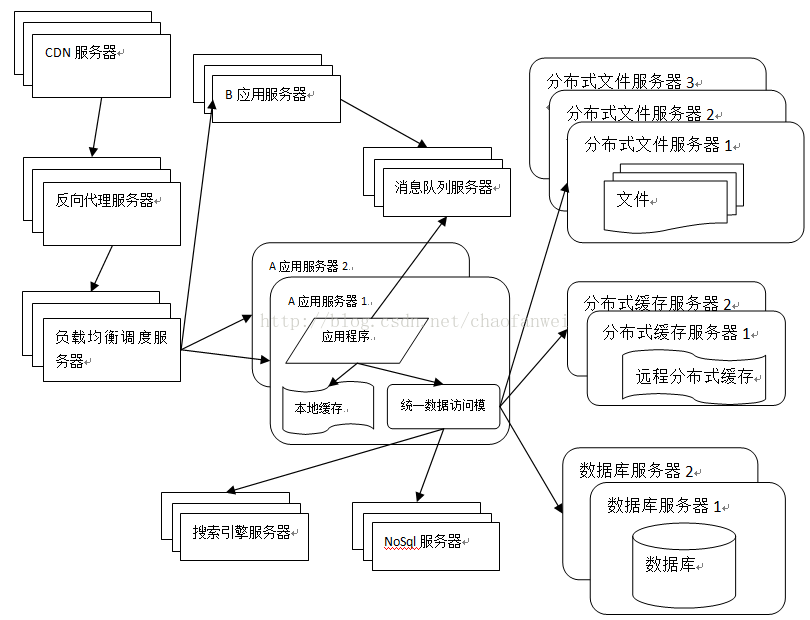 CDN 服务器
反向代理服务器
负载均衡调度服
务器
B 应用服务器
消息队列服务器
A 应用服务器 2
A 应用服务器 1
http://blog.csdn.net/chaofanwei
应用程序
本地缓存
统一数据访问模
搜索引擎服务器
NoSql 服务器
分布式文件服务器 3
分布式文件服务器 2
分布式文件服务器 1
文件
分布式缓存服务器 2
分布式缓存服务器 1
远程分布式缓存
数据库服务器 2
数据库服务器 1
数据库